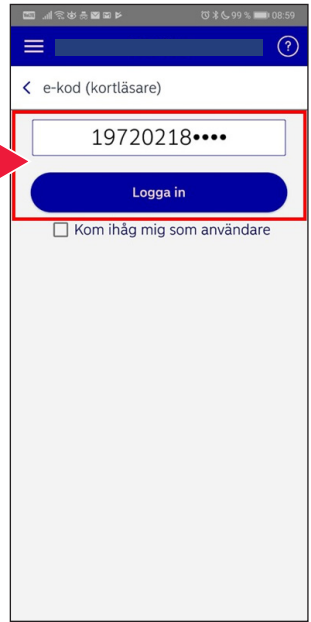 99 % 08:59
?
e-kod (kortläsare)
19720218••••
Logga in
Kom ihåg mig som användare